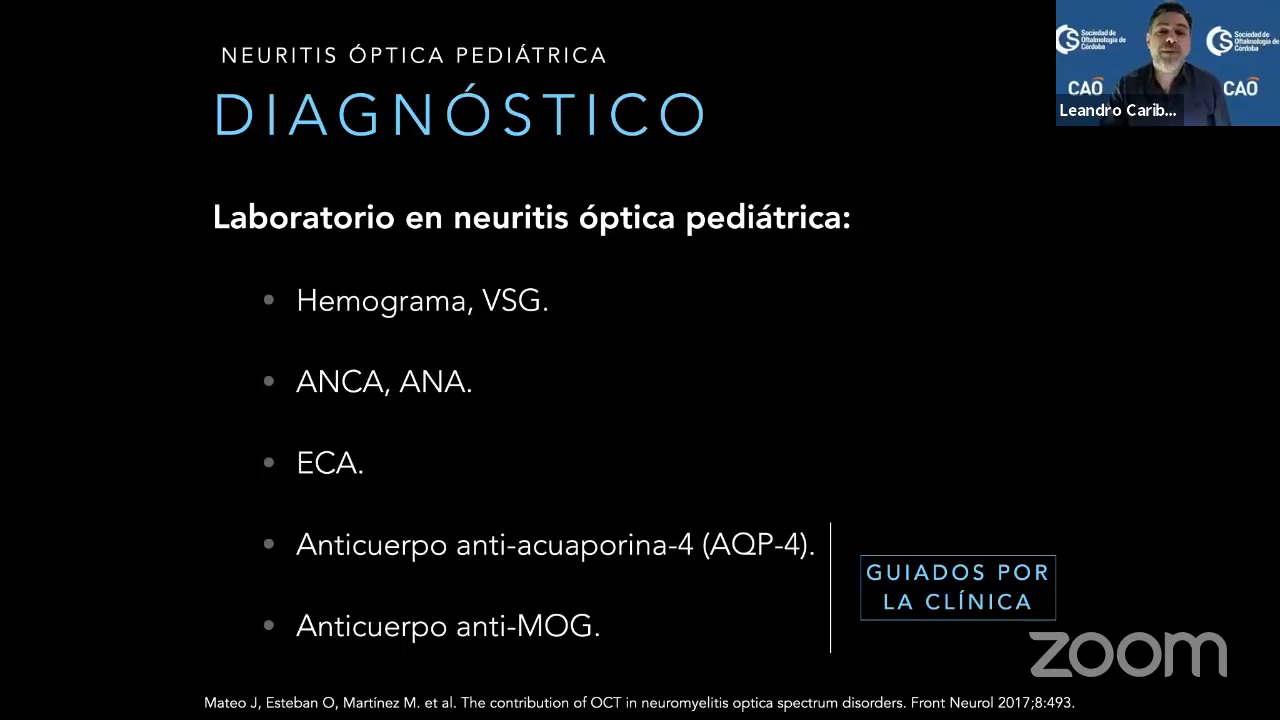 NEURITIS ÓPTICA PEDIÁTRICA
DIAGNÓSTICO
Laboratorio en neuritis óptica pediátrica:
• Hemograma, VSG.
• ANCA, ANA.
• ECA.
• Anticuerpo anti-acuaporina-4 (AQP-4).
• Anticuerpo anti-MOG.
GUIADOS POR
LA CLÍNICA
Mateo J, Esteban O, Martínez M. et al. The contribution of OCT in neuromyelitis optica spectrum disorders. Front Neurol 2017;8:493.
zoom
Sociedad de
Oftalmología de
Córdoba
CAO
Sociedad de
Oftalmología de
Córdoba
CAO
Leandro Carib...